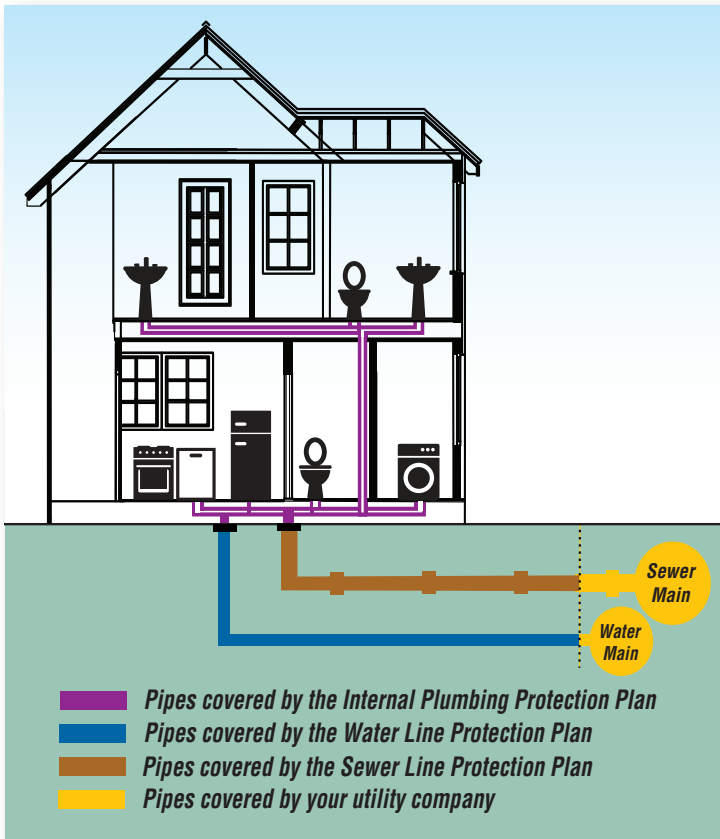 Sewer
Main
Water
Main
Pipes covered by the Internal Plumbing Protection Plan
Pipes covered by the Water Line Protection Plan
Pipes covered by the Sewer Line Protection Plan
Pipes covered by your utility company